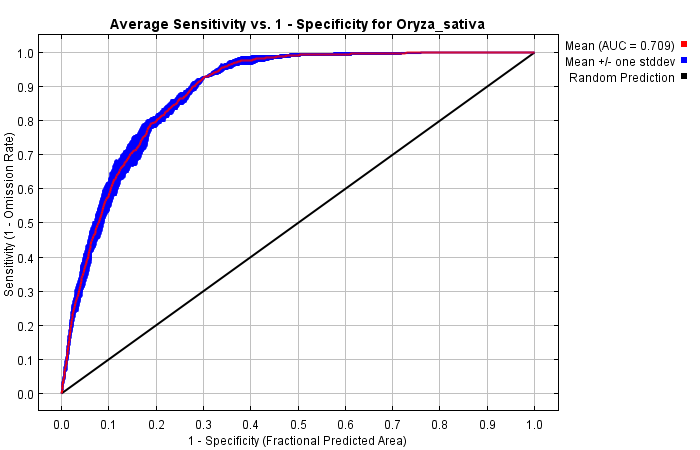 Average Sensitivity vs. 1 - Specificity for Oryza_sativa
Mean (AUC = 0.709)
Mean +/- one stddev
Random Prediction
Sensitivity (1 - Omission Rate)
1.0
0.9
0.8
0.7
0.6
0.5
0.4
0.3
0.2
0.1
0.0
0.0 0.1 0.2 0.3 0.4 0.5 0.6 0.7 0.8 0.9 1.0
1 - Specificity (Fractional Predicted Area)